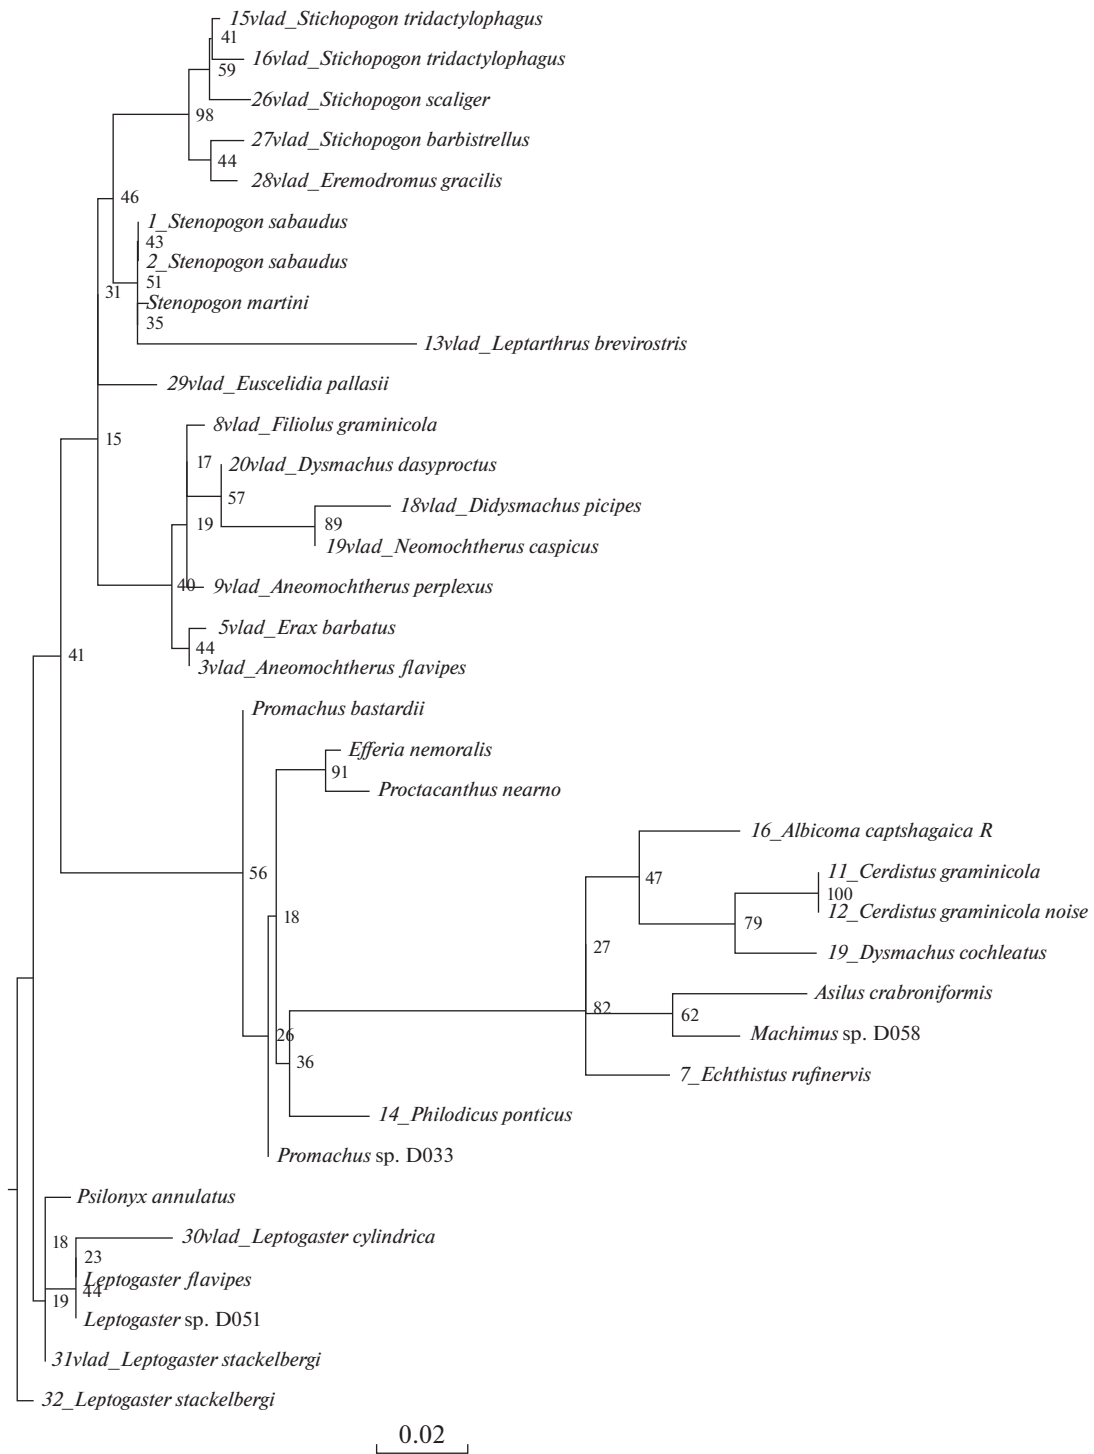 15vlad_Stichopogon tridactylophagus
41
16vlad_Stichopogon tridactylophagus
59
26vlad_Stichopogon scaliger
98
27vlad_Stichopogon barbistrellus
44
28vlad_Eremodromus gracilis
46
1_Stenopogon sabaudus
43
2_Stenopogon sabaudus
51
31
Stenopogon martini
35
13vlad_Leptarthrus brevirostris
29vlad_Euscelidia pallasii
8vlad_Filiolus graminicola
15
17
20vlad_Dysmachus dasyproctus
57
18vlad_Didysmachus picipes
19
89
19vlad_Neomochtherus caspicus
40
9vlad_Aneomochtherus perplexus
5vlad_Erax barbatus
44
41
3vlad_Aneomochtherus flavipes
Promachus bastardii
Efferia nemoralis
91
Proctacanthus nearno
16_Albicoma captshagaica R
56
11_Cerdistus graminicola
47
100
12_Cerdistus graminicola noise
18
79
27
19_Dysmachus cochleatus
Asilus crabroniformis
82
62
26
Machimus sp. D058
36
7_Echthistus rufinervis
14_Philodicus ponticus
Promachus sp. D033
Psilonyx annulatus
18
30vlad_Leptogaster cylindrica
23
Leptogaster flavipes
44
19
Leptogaster sp. D051
31vlad_Leptogaster stackelbergi
32_Leptogaster stackelbergi
0.02